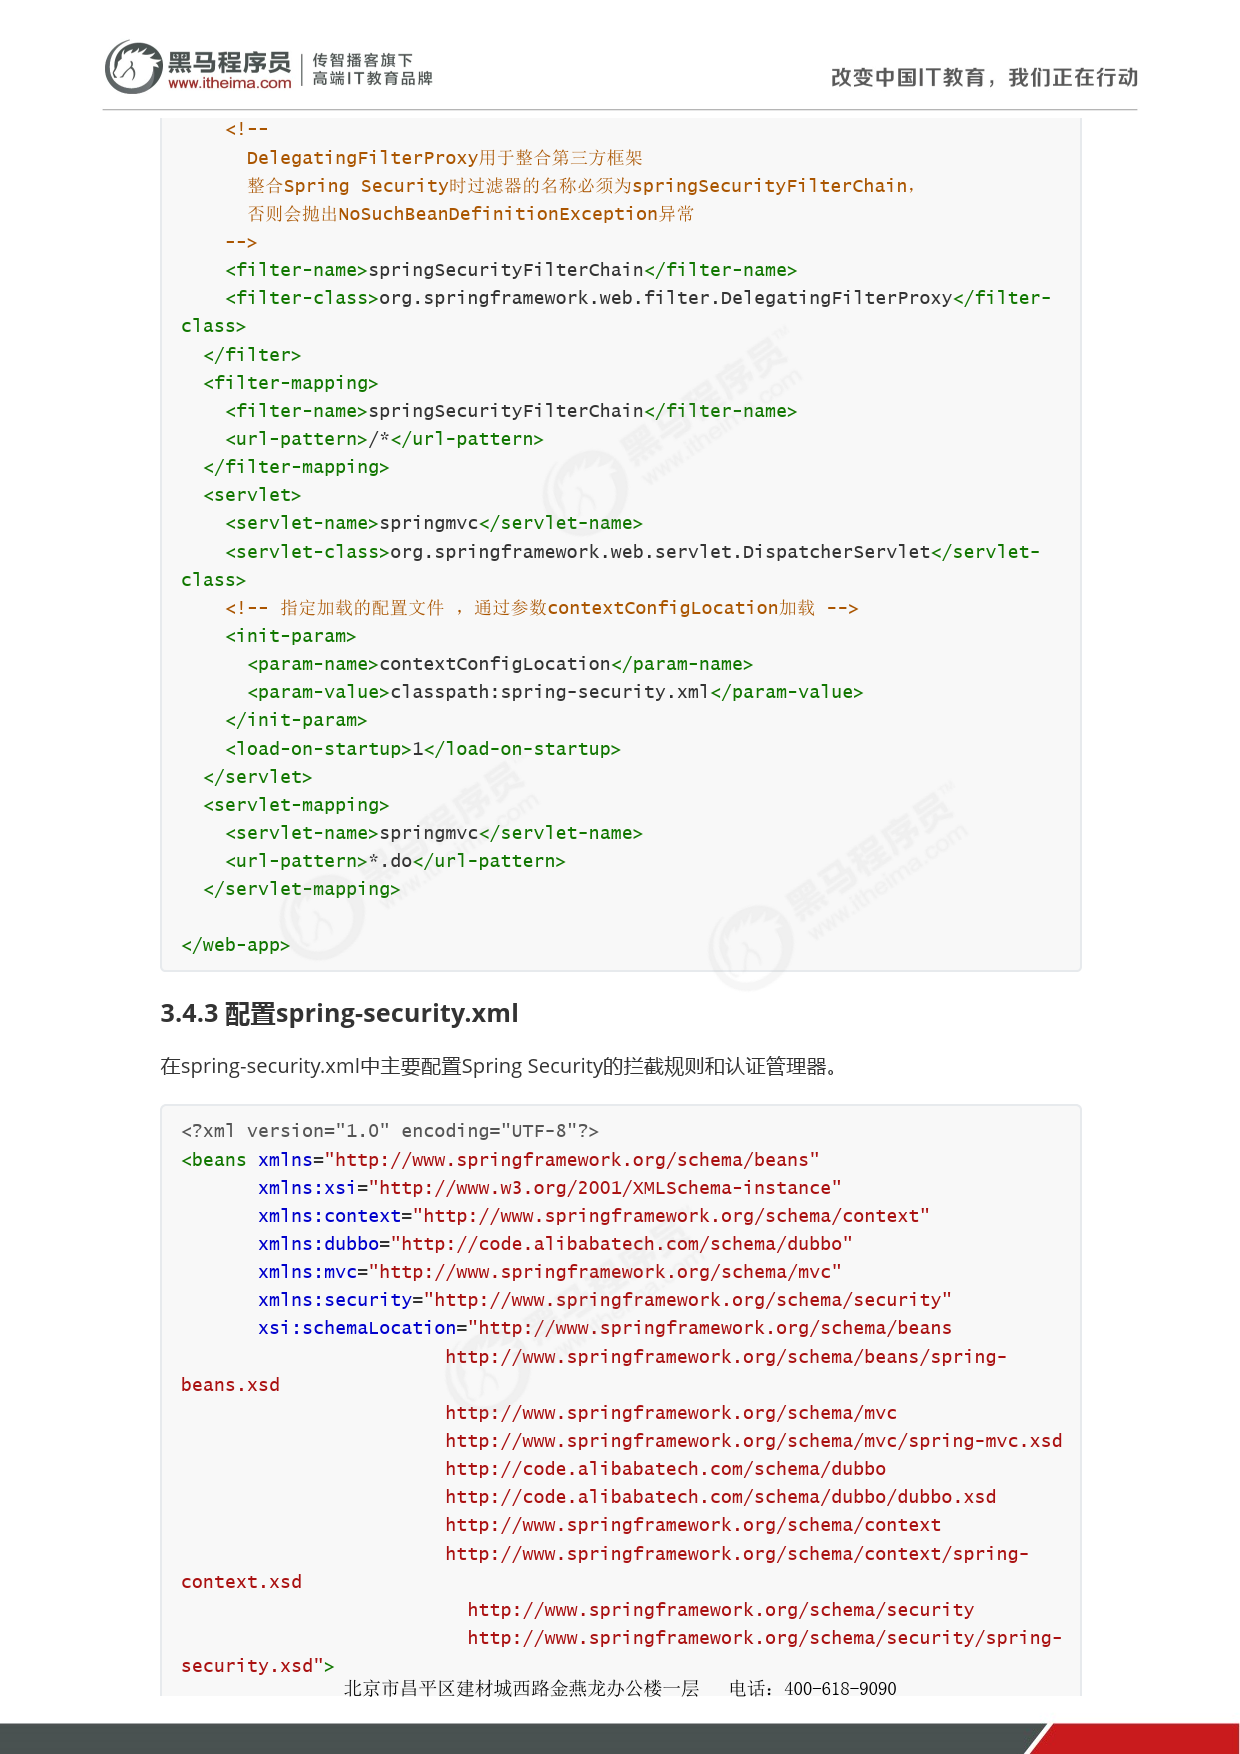 黑马程序员
www.itheima.com
传智播客旗下
高端IT教育品牌
改变中国IT教育，我们正在行动
    <!--
      DelegatingFilterProxy用于整合第三方框架
      整合Spring Security时过滤器的名称必须为springSecurityFilterChain，
      否则会抛出NoSuchBeanDefinitionException异常
    -->
    <filter-name>springSecurityFilterChain</filter-name>
    <filter-class>org.springframework.web.filter.DelegatingFilterProxy</filter-
class>
  </filter>
  <filter-mapping>
    <filter-name>springSecurityFilterChain</filter-name>
    <url-pattern>/*</url-pattern>
  </filter-mapping>
  <servlet>
    <servlet-name>springmvc</servlet-name>
    <servlet-class>org.springframework.web.servlet.DispatcherServlet</servlet-
class>
    <!-- 指定加载的配置文件 ，通过参数contextConfigLocation加载 -->
    <init-param>
      <param-name>contextConfigLocation</param-name>
      <param-value>classpath:spring-security.xml</param-value>
    </init-param>
    <load-on-startup>1</load-on-startup>
  </servlet>
  <servlet-mapping>
    <servlet-name>springmvc</servlet-name>
    <url-pattern>*.do</url-pattern>
  </servlet-mapping>
</web-app>
3.4.3 配置spring-security.xml
在spring-security.xml中主要配置Spring Security的拦截规则和认证管理器。
<?xml version="1.0" encoding="UTF-8"?>
<beans xmlns="http://www.springframework.org/schema/beans"
       xmlns:xsi="http://www.w3.org/2001/XMLSchema-instance"
       xmlns:context="http://www.springframework.org/schema/context"
       xmlns:dubbo="http://code.alibabatech.com/schema/dubbo"
       xmlns:mvc="http://www.springframework.org/schema/mvc"
       xmlns:security="http://www.springframework.org/schema/security"
       xsi:schemaLocation="http://www.springframework.org/schema/beans
                        http://www.springframework.org/schema/beans/spring-
beans.xsd
                        http://www.springframework.org/schema/mvc
                        http://www.springframework.org/schema/mvc/spring-mvc.xsd
                        http://code.alibabatech.com/schema/dubbo
                        http://code.alibabatech.com/schema/dubbo/dubbo.xsd
                        http://www.springframework.org/schema/context
                        http://www.springframework.org/schema/context/spring-
context.xsd
                          http://www.springframework.org/schema/security
                          http://www.springframework.org/schema/security/spring-
security.xsd">
北京市昌平区建材城西路金燕龙办公楼一层   电话：400-618-9090